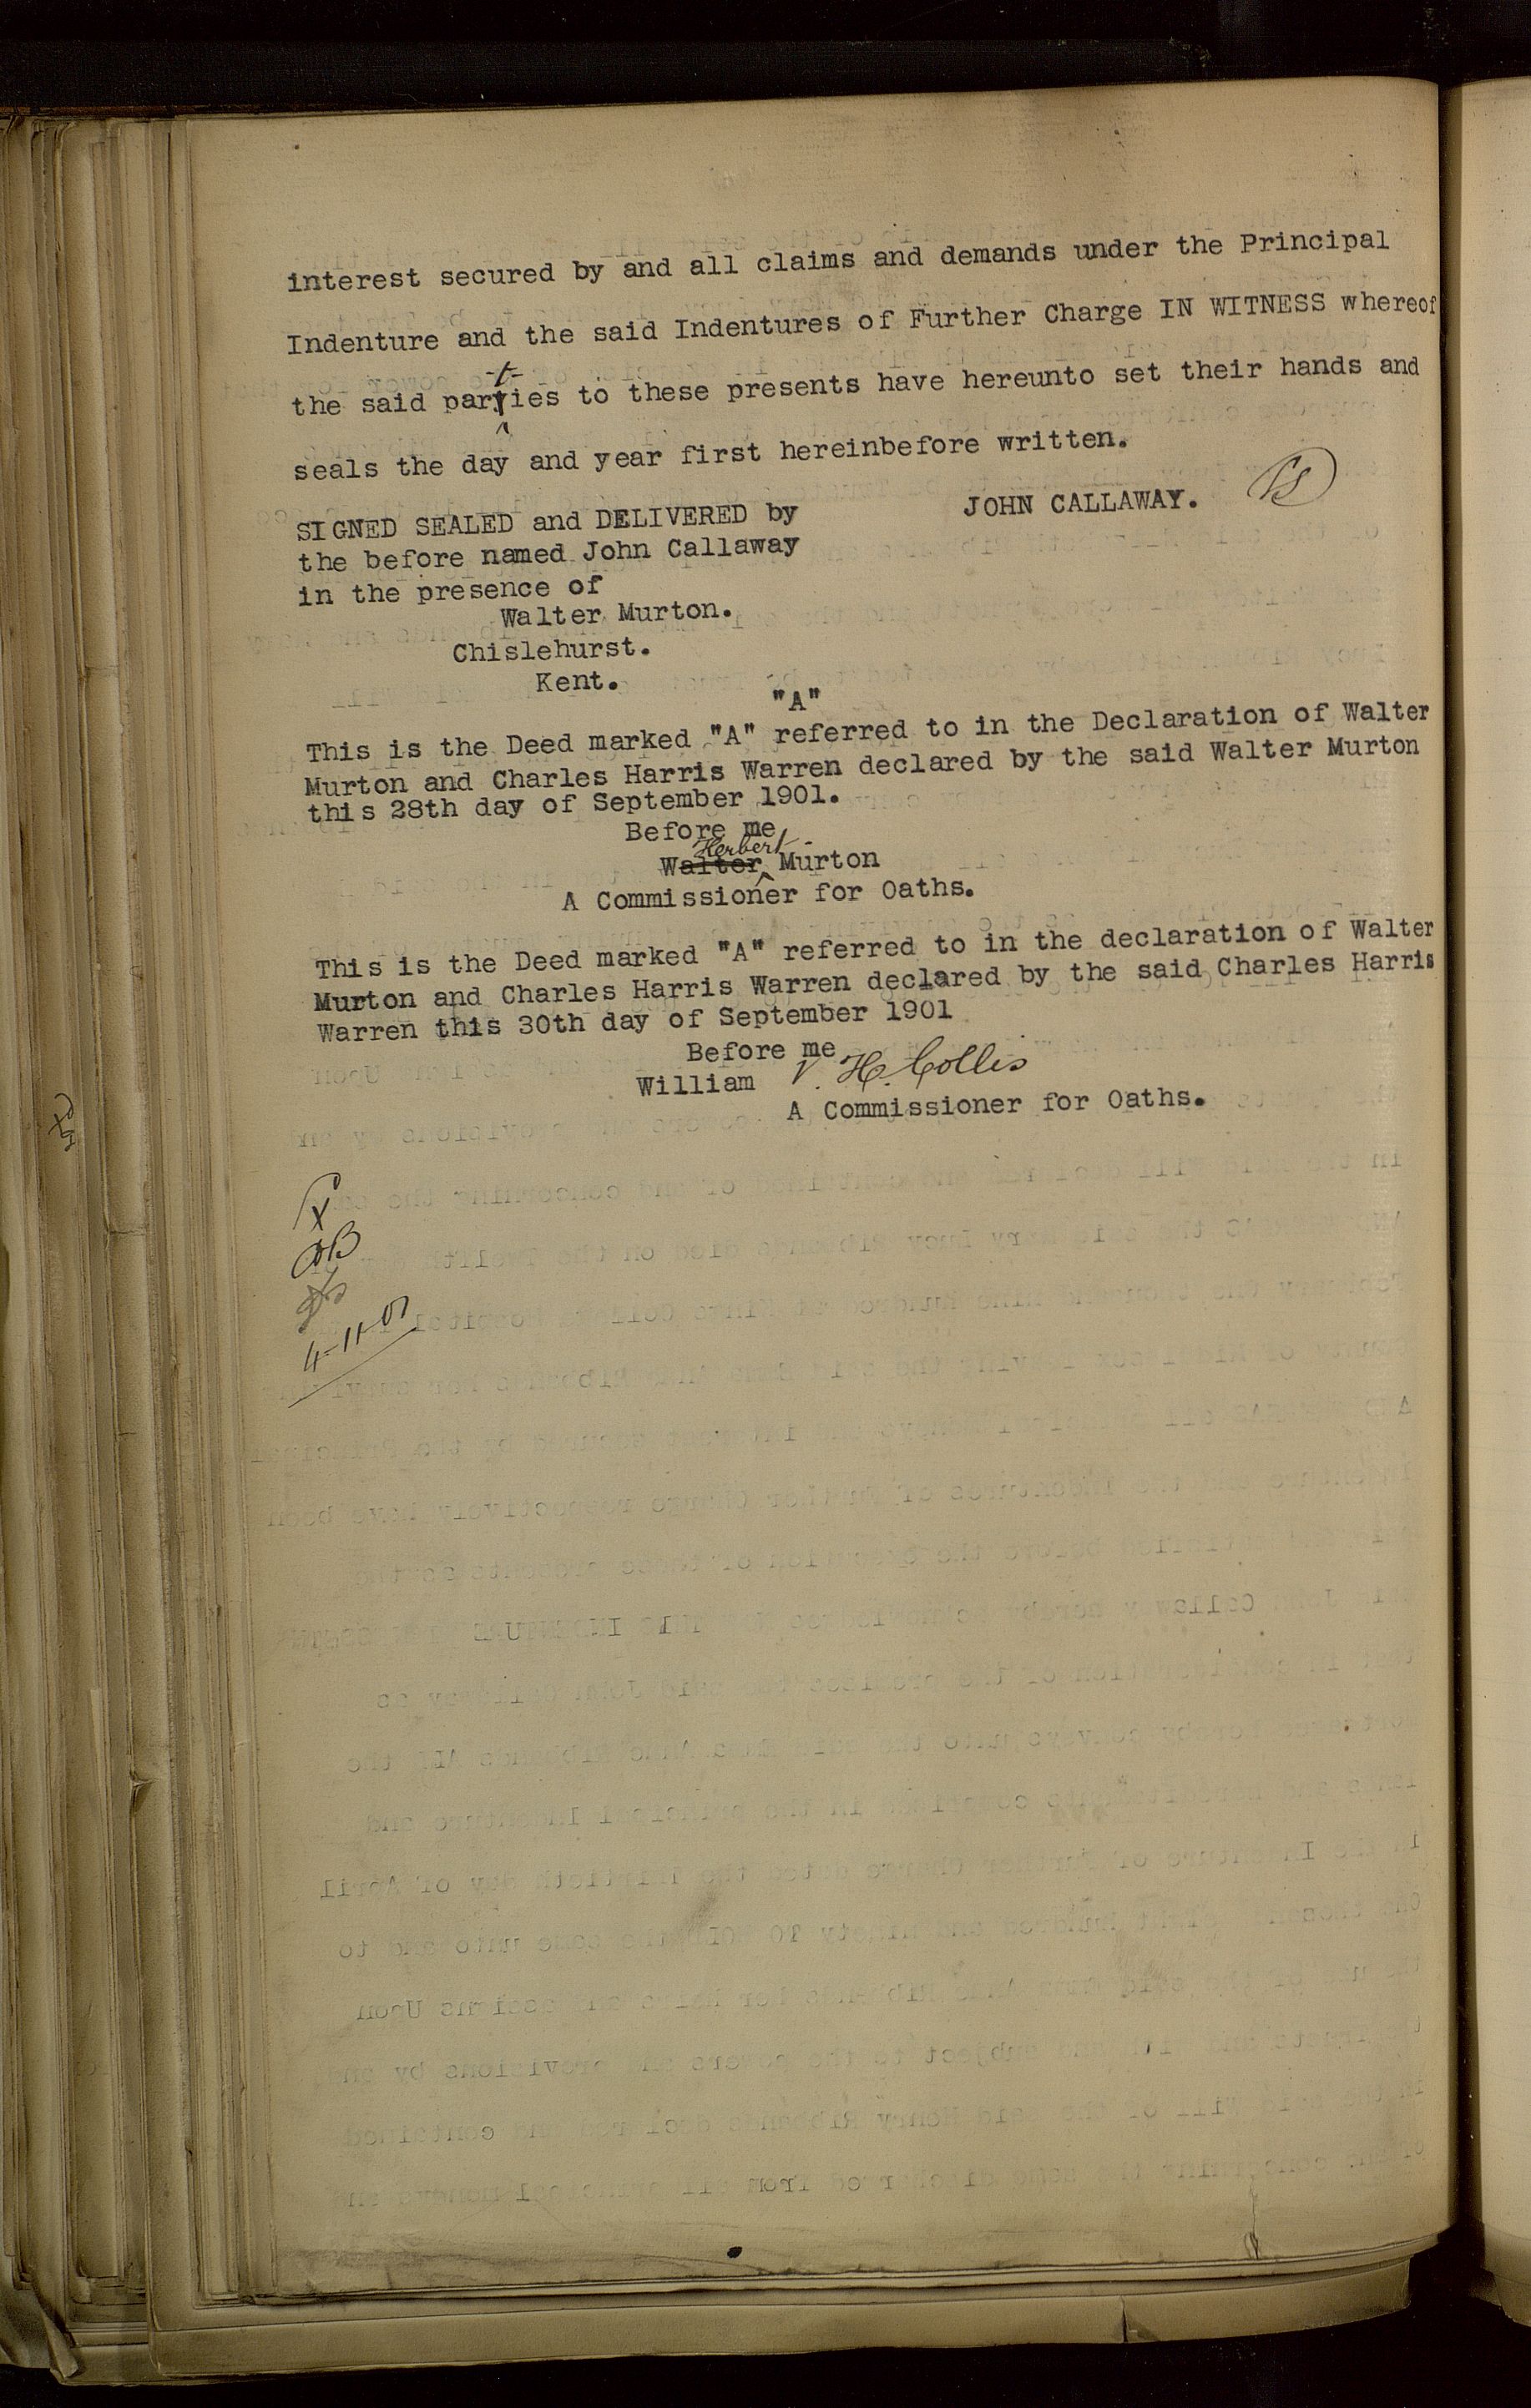 interest secured by and all claims and demands under the Principal
Indenture and the said Indentures of Further Charge IN WITNESS whereof
the said parties to these presents have hereunto set their hands and
seals the day and year first hereinbefore written.
SIGNED SEALED and DELIVERED by JOHN CALLAWAY. LS
the before named John Callaway
in the presence of
Walter Murton.
Chislehurst.
Kent.
"A"
This is the Deed marked "A" referred to in the Declaration of Walter
Murton and Charles Harris Warren declared by the said Walter Murton
this 28th day of September 1901.
Before me
Herbert
Walter Murton
A Commissioner for Oaths.
This is the Deed marked "A" referred to in the declaration of Walter
Murton and Charles Harris Warren declared by the said Charles Harris
Warren this 30th day of September 1901
Before me
William V. H. Collis
A Commissioner for Oaths.
4-11-01